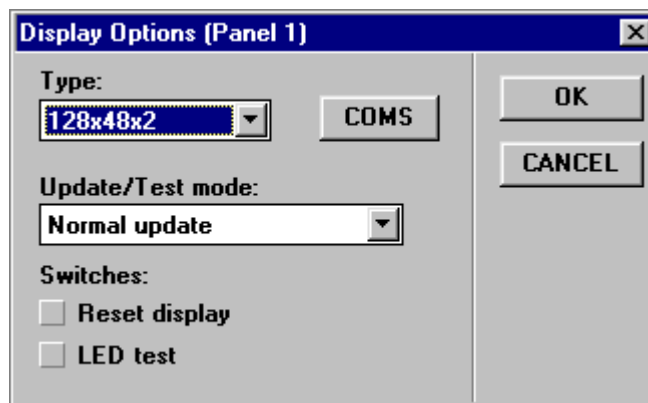 Display Options (Panel 1)
Type:
128x48x2
COMS
OK
CANCEL
Update/Test mode:
Normal update
Switches:
Reset display
LED test